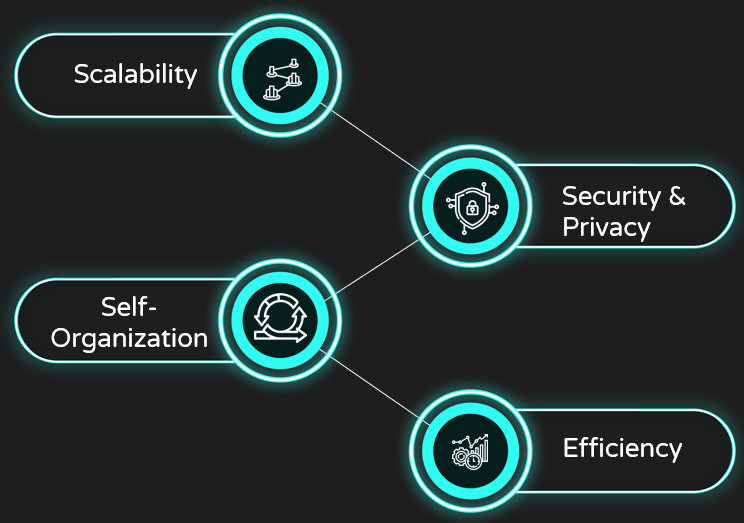 Scalability
Security &
Privacy
Self-
Organization
Efficiency